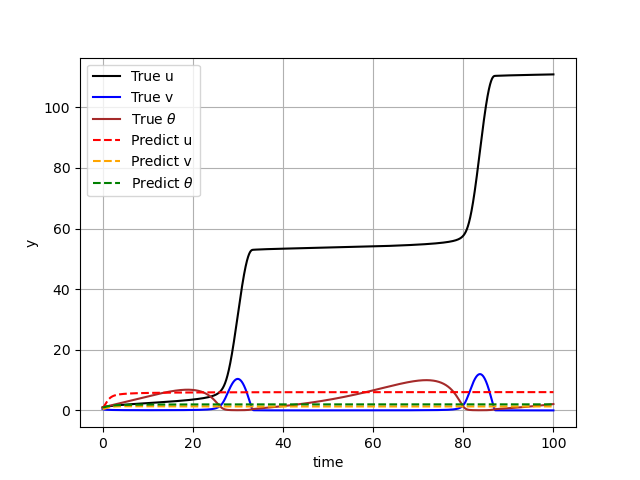 True u
True v
True θ
Predict u
Predict v
Predict θ
y
100
80
60
40
20
0
0 20 40 60 80 100
time